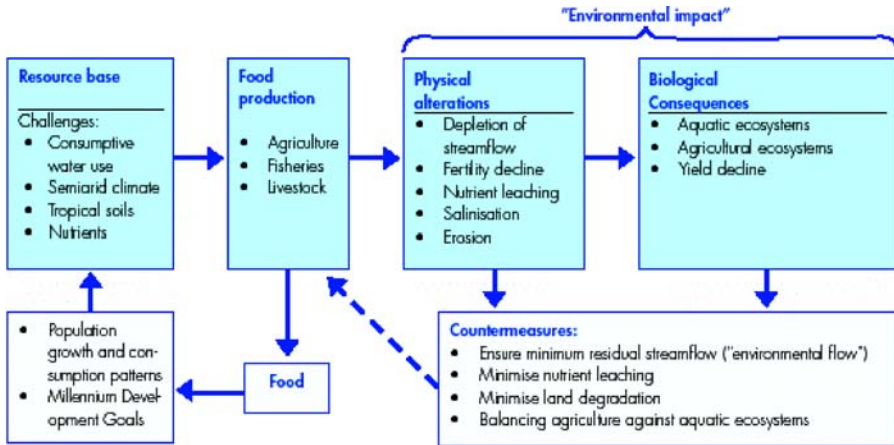 "Environmental impact"
Resource base
Challenges:
• Consumptive
water use
• Semiarid climate
• Tropical soils
• Nutrients
Food
production
• Agriculture
• Fisheries
• Livestock
Physical
alterations
• Depletion of
streamflow
• Fertility decline
• Nutrient leaching
• Salinisation
• Erosion
Biological
Consequences
• Aquatic ecosystems
• Agricultural ecosystems
• Yield decline
• Population
growth and con-
sumption patterns
• Millennium Devel-
opment Goals
Food
Countermeasures:
• Ensure minimum residual streamflow ("environmental flow")
• Minimise nutrient leaching
• Minimise land degradation
• Balancing agriculture against aquatic ecosystems